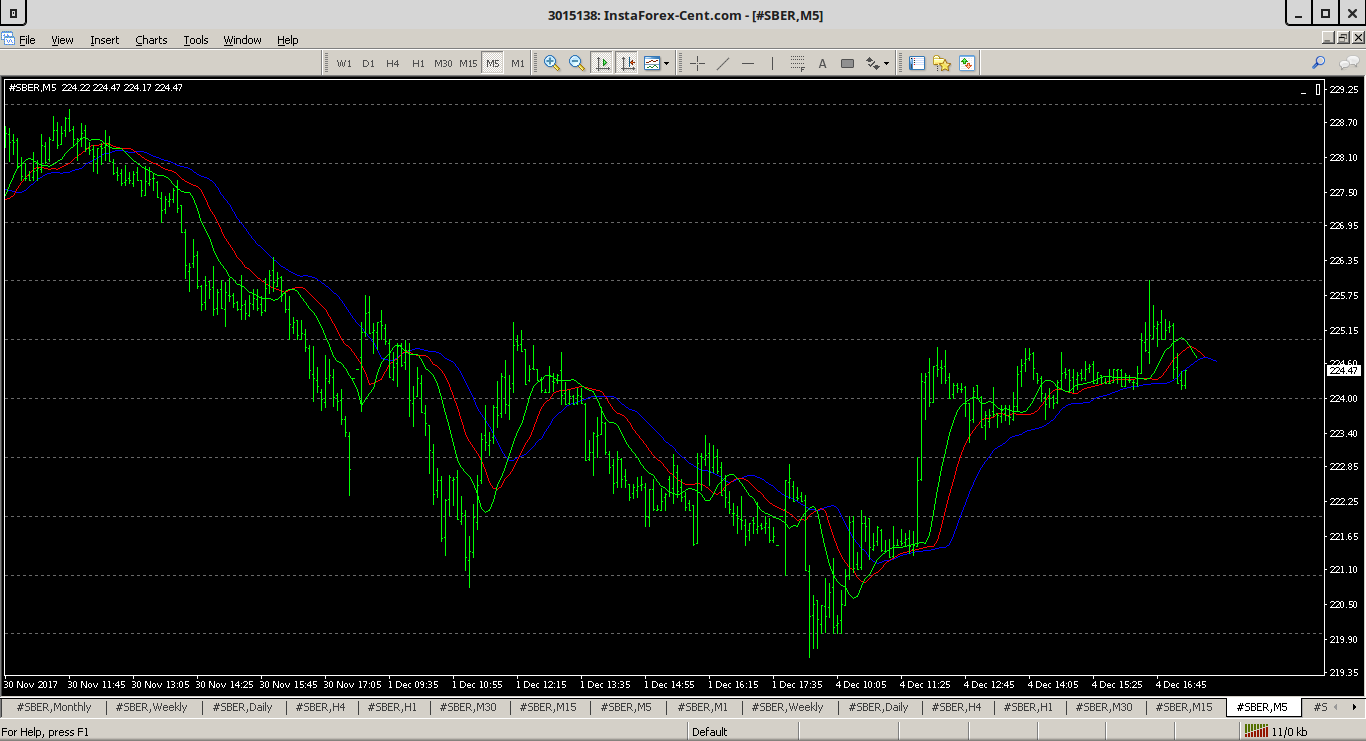 3015138: InstaForex-Cent.com - [#SBER,M5]
File View Insert Charts Tools Window Help
W1 D1 H4 H1 M30 M15 M5 M1 F A
#SBER,M5 224.22 224.47 224.17 224.47
229.25
228.70
228.10
227.50
226.95
226.35
225.75
225.15
224.60
224.47
224.00
223.40
222.85
222.25
221.65
221.10
220.50
219.90
219.35
30 Nov 2017 30 Nov 11:45 30 Nov 13:05 30 Nov 14:25 30 Nov 15:45 30 Nov 17:05 1 Dec 09:35 1 Dec 10:55 1 Dec 12:15 1 Dec 13:35 1 Dec 14:55 1 Dec 16:15 1 Dec 17:35 4 Dec 10:05 4 Dec 11:25 4 Dec 12:45 4 Dec 14:05 4 Dec 15:25 4 Dec 16:45
#SBER,Monthly #SBER,Weekly #SBER,Daily #SBER,H4 #SBER,H1 #SBER,M30 #SBER,M15 #SBER,M5 #SBER,M1 #SBER,Weekly #SBER,Daily #SBER,H4 #SBER,H1 #SBER,M30 #SBER,M15 #SBER,M5 #S
For Help, press F1 Default 11/0 kb